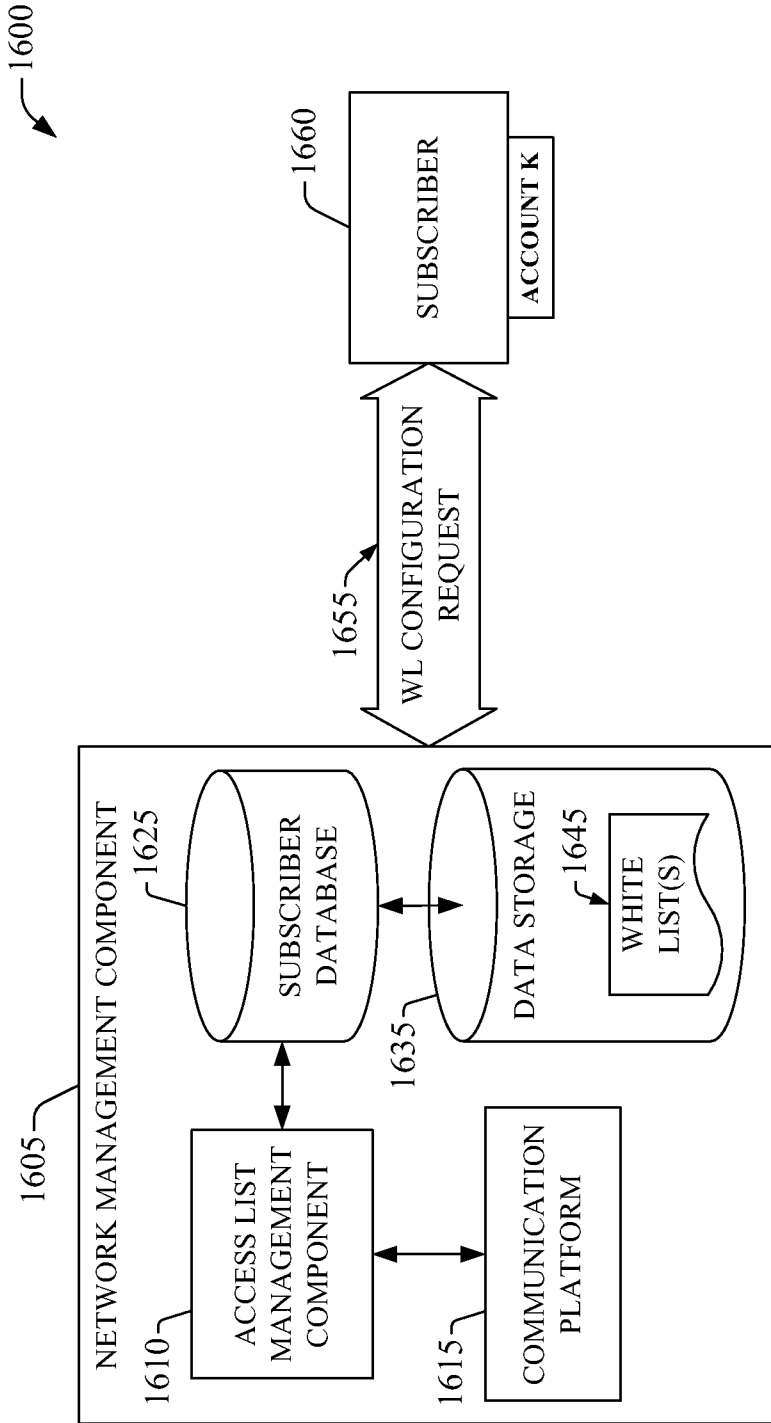 1600
1605
NETWORK MANAGEMENT COMPONENT
1610
ACCESS LIST
MANAGEMENT
COMPONENT
1625
SUBSCRIBER
DATABASE
1615
COMMUNICATION
PLATFORM
1635
DATA STORAGE
1645
WHITE
LIST(S)
1655
WL CONFIGURATION
REQUEST
1660
SUBSCRIBER
ACCOUNT K